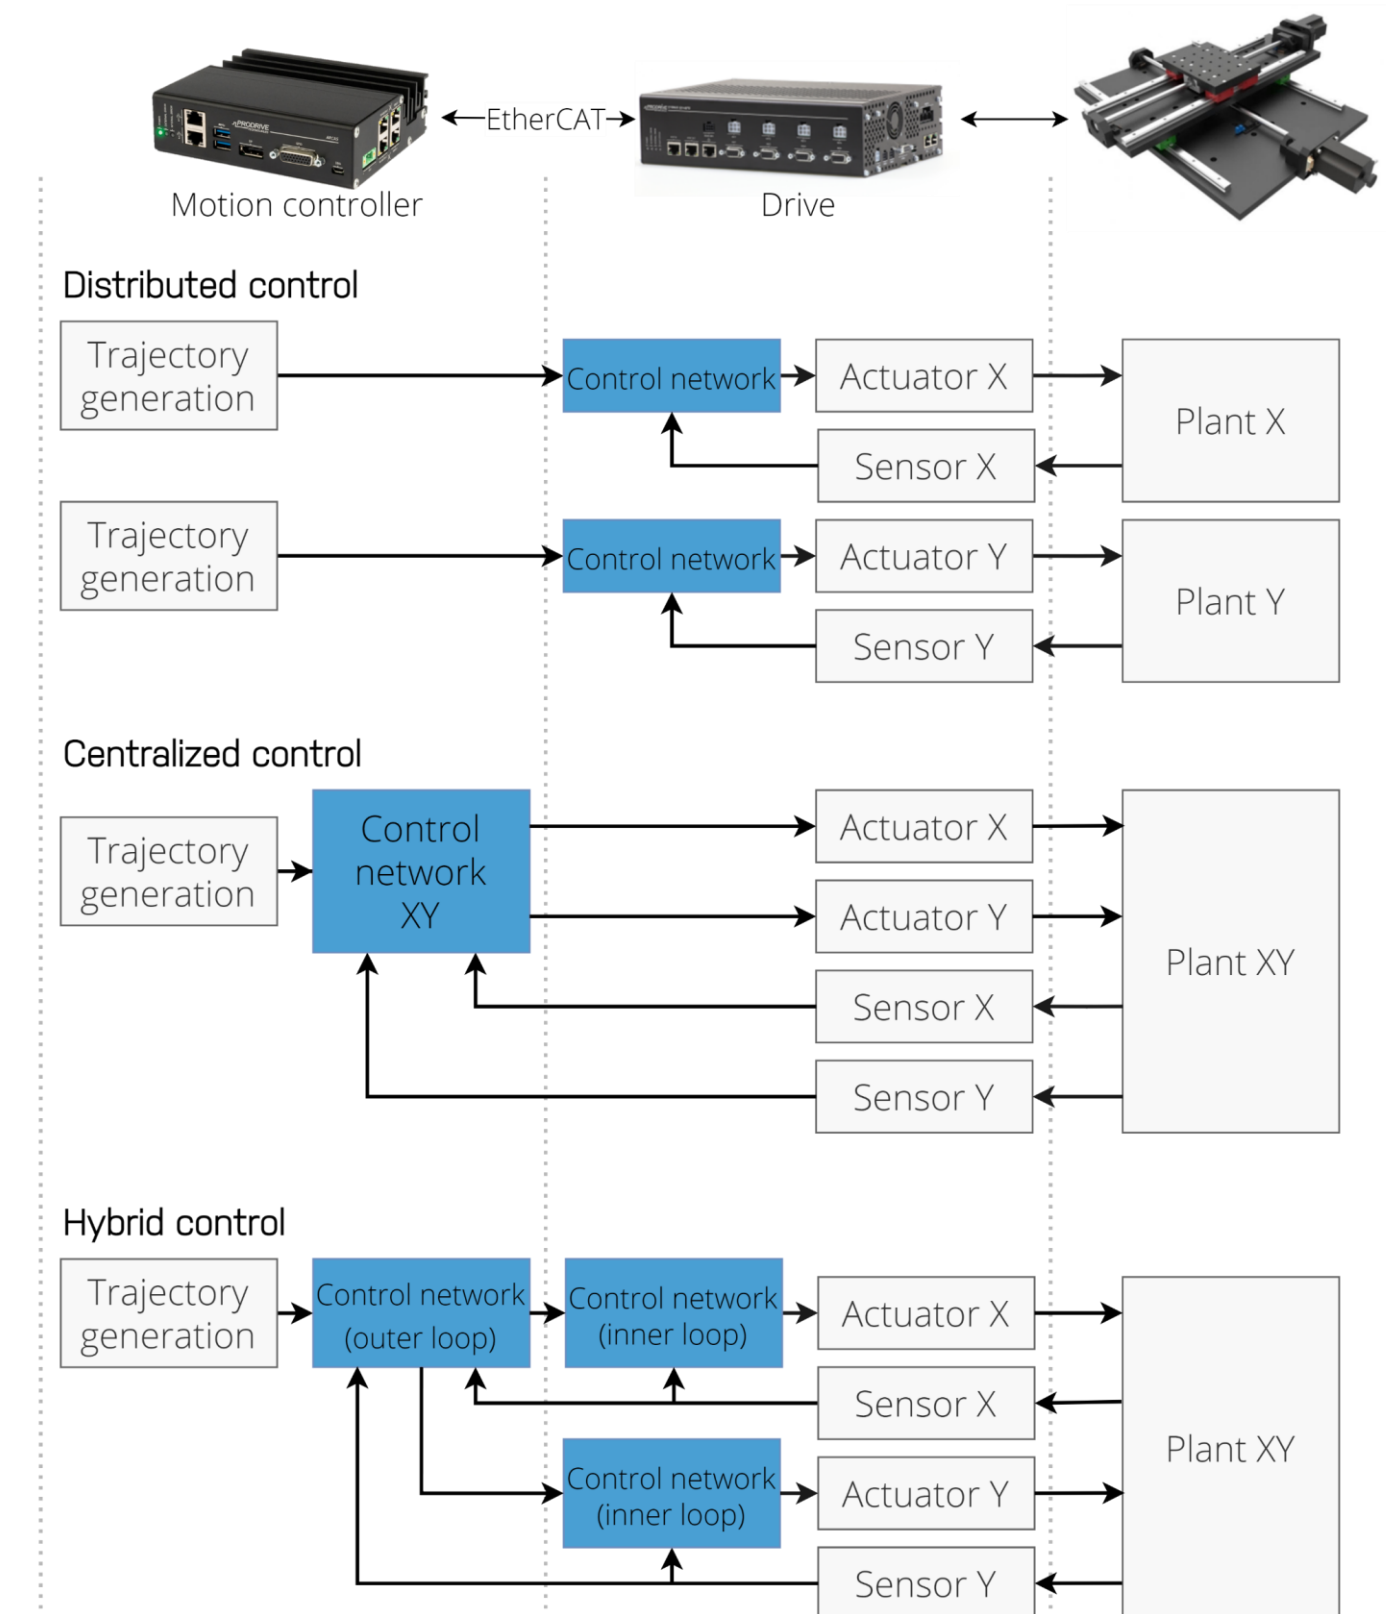 PRODRIVE
EtherCAT
Motion controller
Drive
Distributed control
Trajectory
generation
Control network
Actuator X
Sensor X
Plant X
Trajectory
generation
Control network
Actuator Y
Sensor Y
Plant Y
Centralized control
Trajectory
generation
Control
network
XY
Actuator X
Actuator Y
Sensor X
Sensor Y
Plant XY
Hybrid control
Trajectory
generation
Control network
(outer loop)
Control network
(inner loop)
Actuator X
Sensor X
Control network
(inner loop)
Actuator Y
Sensor Y
Plant XY